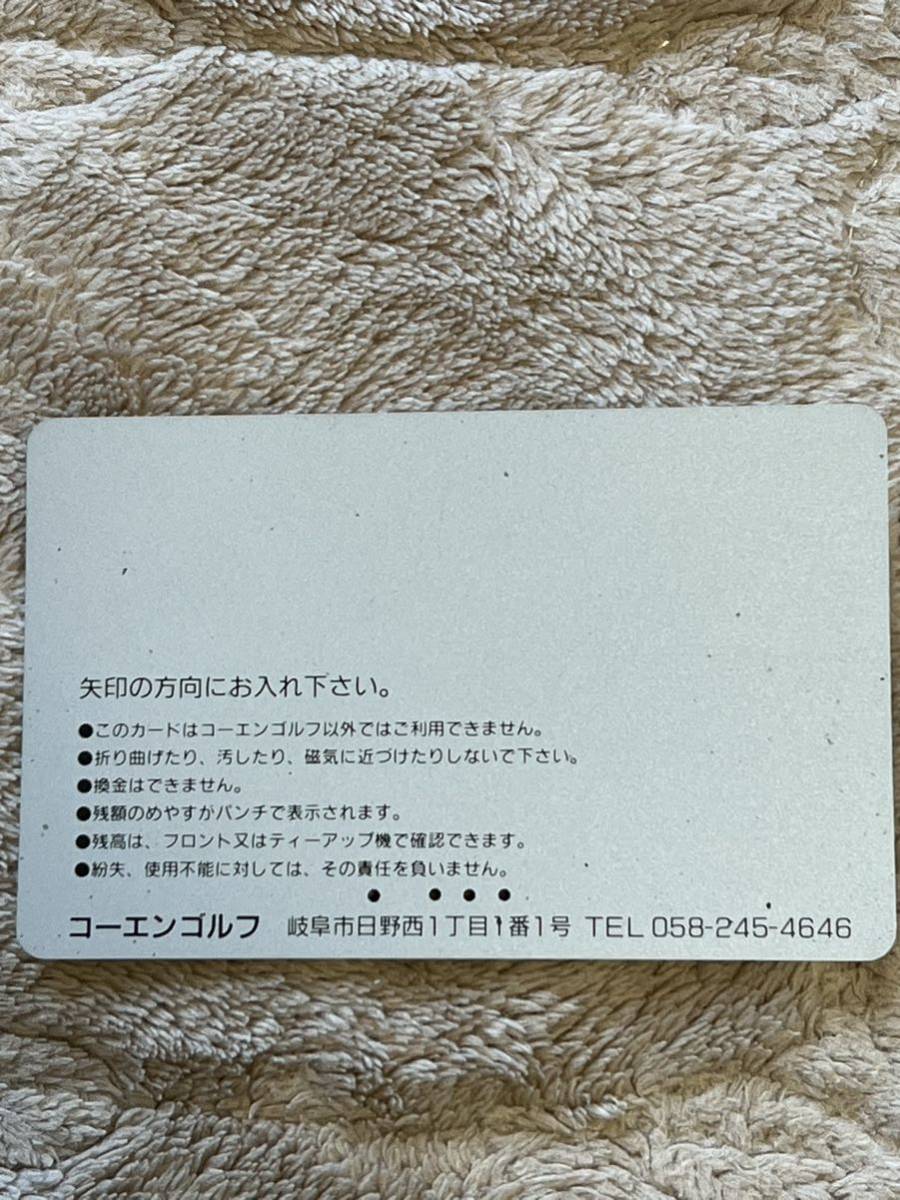 矢印の方向にお入れ下さい。
●このカードはコーエンゴルフ以外ではご利用できません。
●折り曲げたり、汚したり、磁気に近づけたりしないで下さい。
●換金はできません。
●残額のめやすがパンチで表示されます。
●残高は、フロント又はティーアップ機で確認できます。
●紛失、使用不能に対しては、その責任を負いません。
コーエンゴルフ 岐阜市日野西1丁目1番1号 TEL 058-245-4646